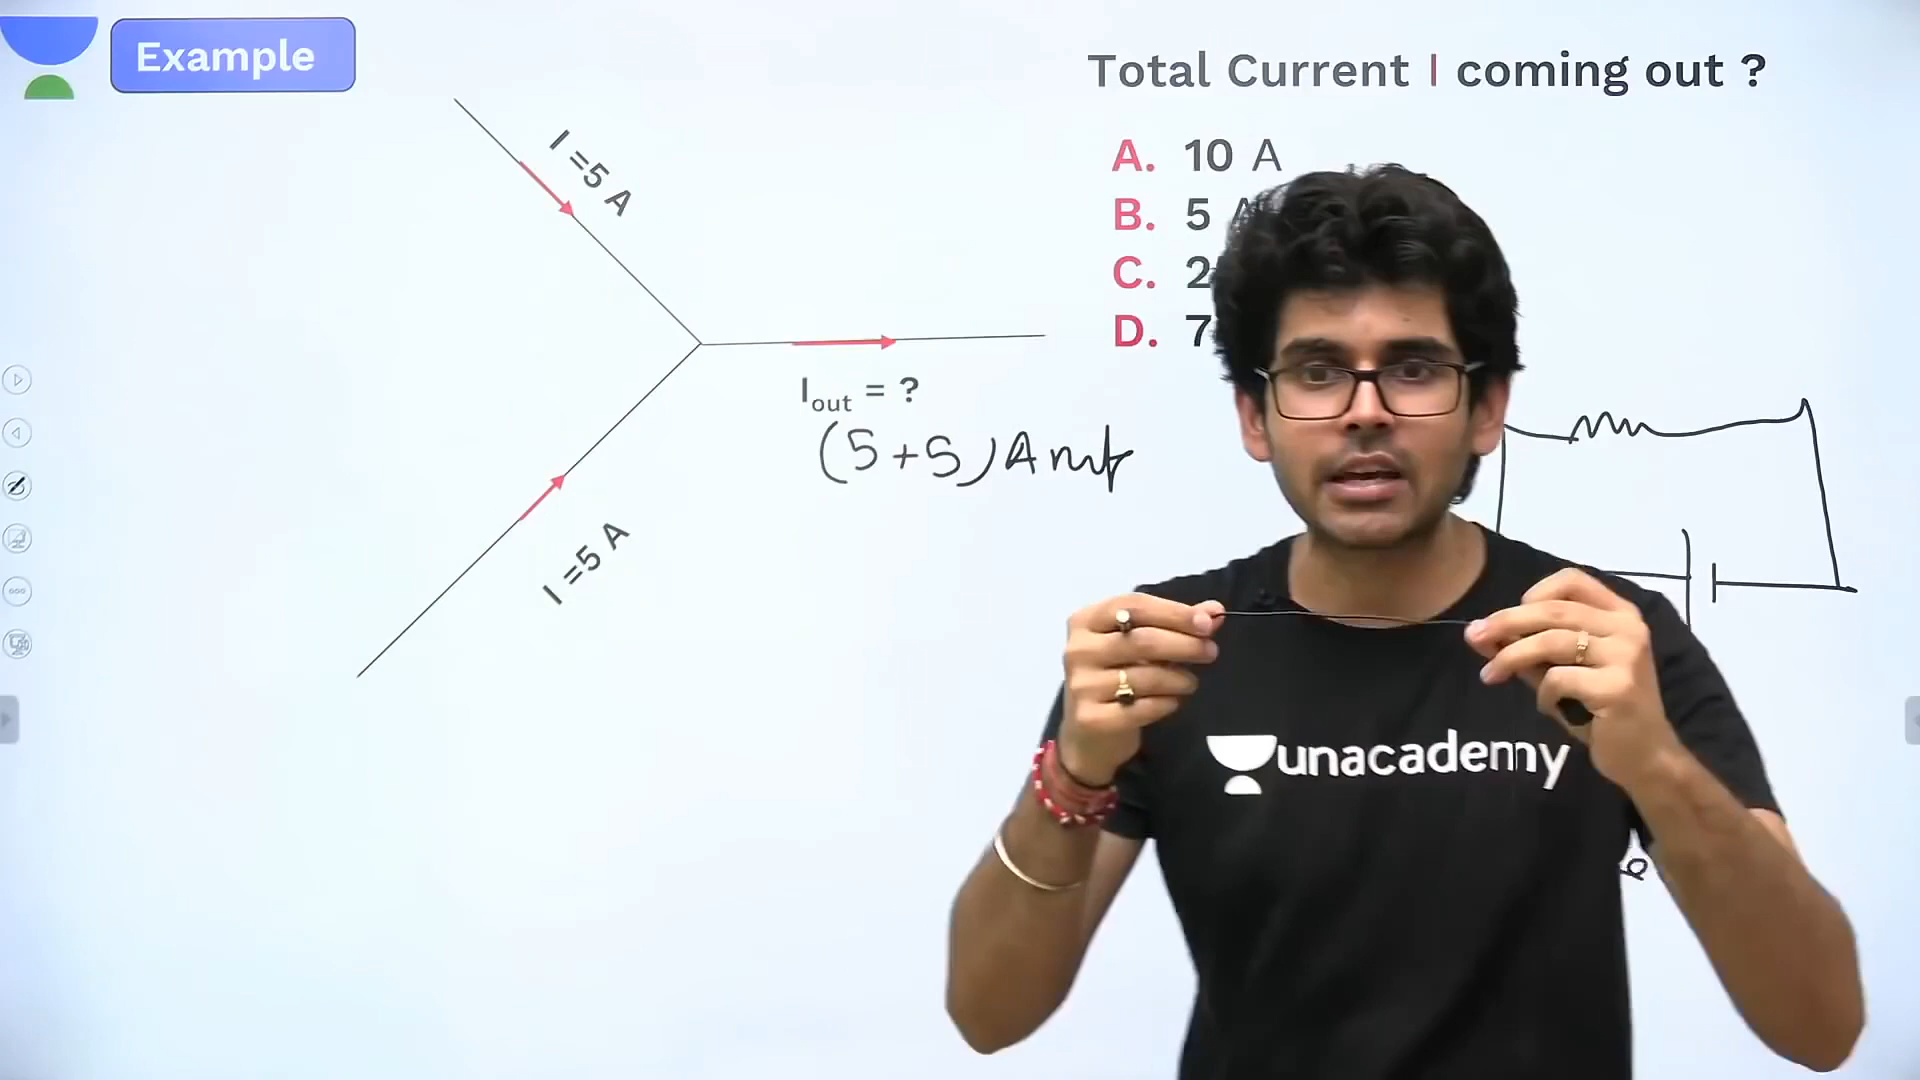 Example
Total Current I coming out ?
A. 10 A
B. 5 A
C. 2
D. 7
I =5 A
I =5 A
Iout = ?
(5+5) Amp
unacademy